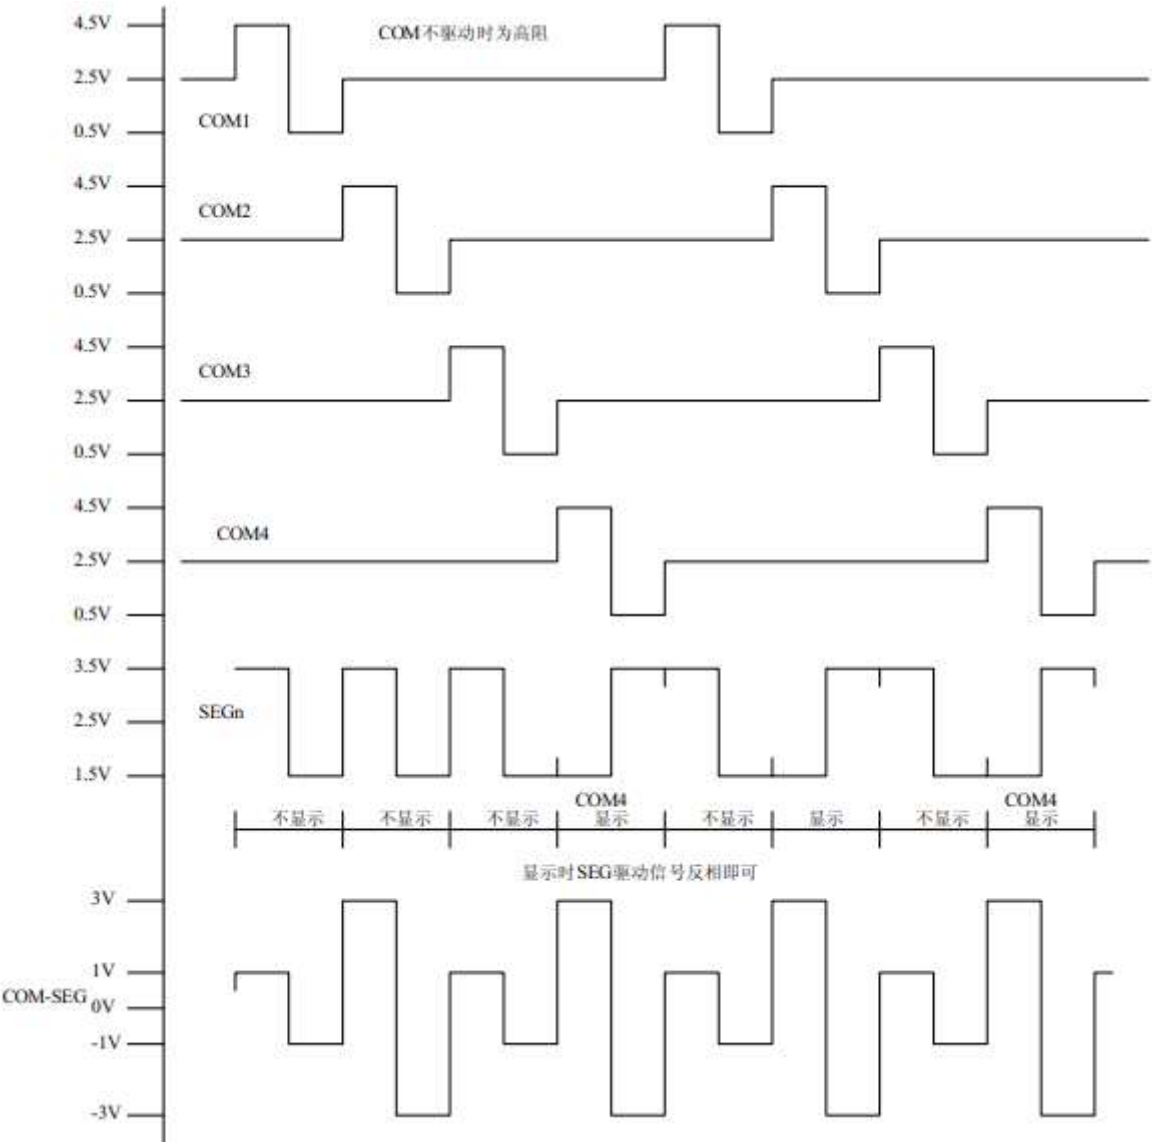 4.5V
COM不驱动时为高阻
2.5V
COM1
0.5V
4.5V
COM2
2.5V
0.5V
4.5V
COM3
2.5V
0.5V
4.5V
COM4
2.5V
0.5V
3.5V
SEGn
2.5V
1.5V
COM4 COM4
不显示 不显示 不显示 显示 不显示 显示 不显示 显示
显示时SEG驱动信号反相即可
3V
1V
COM-SEG
0V
-1V
-3V